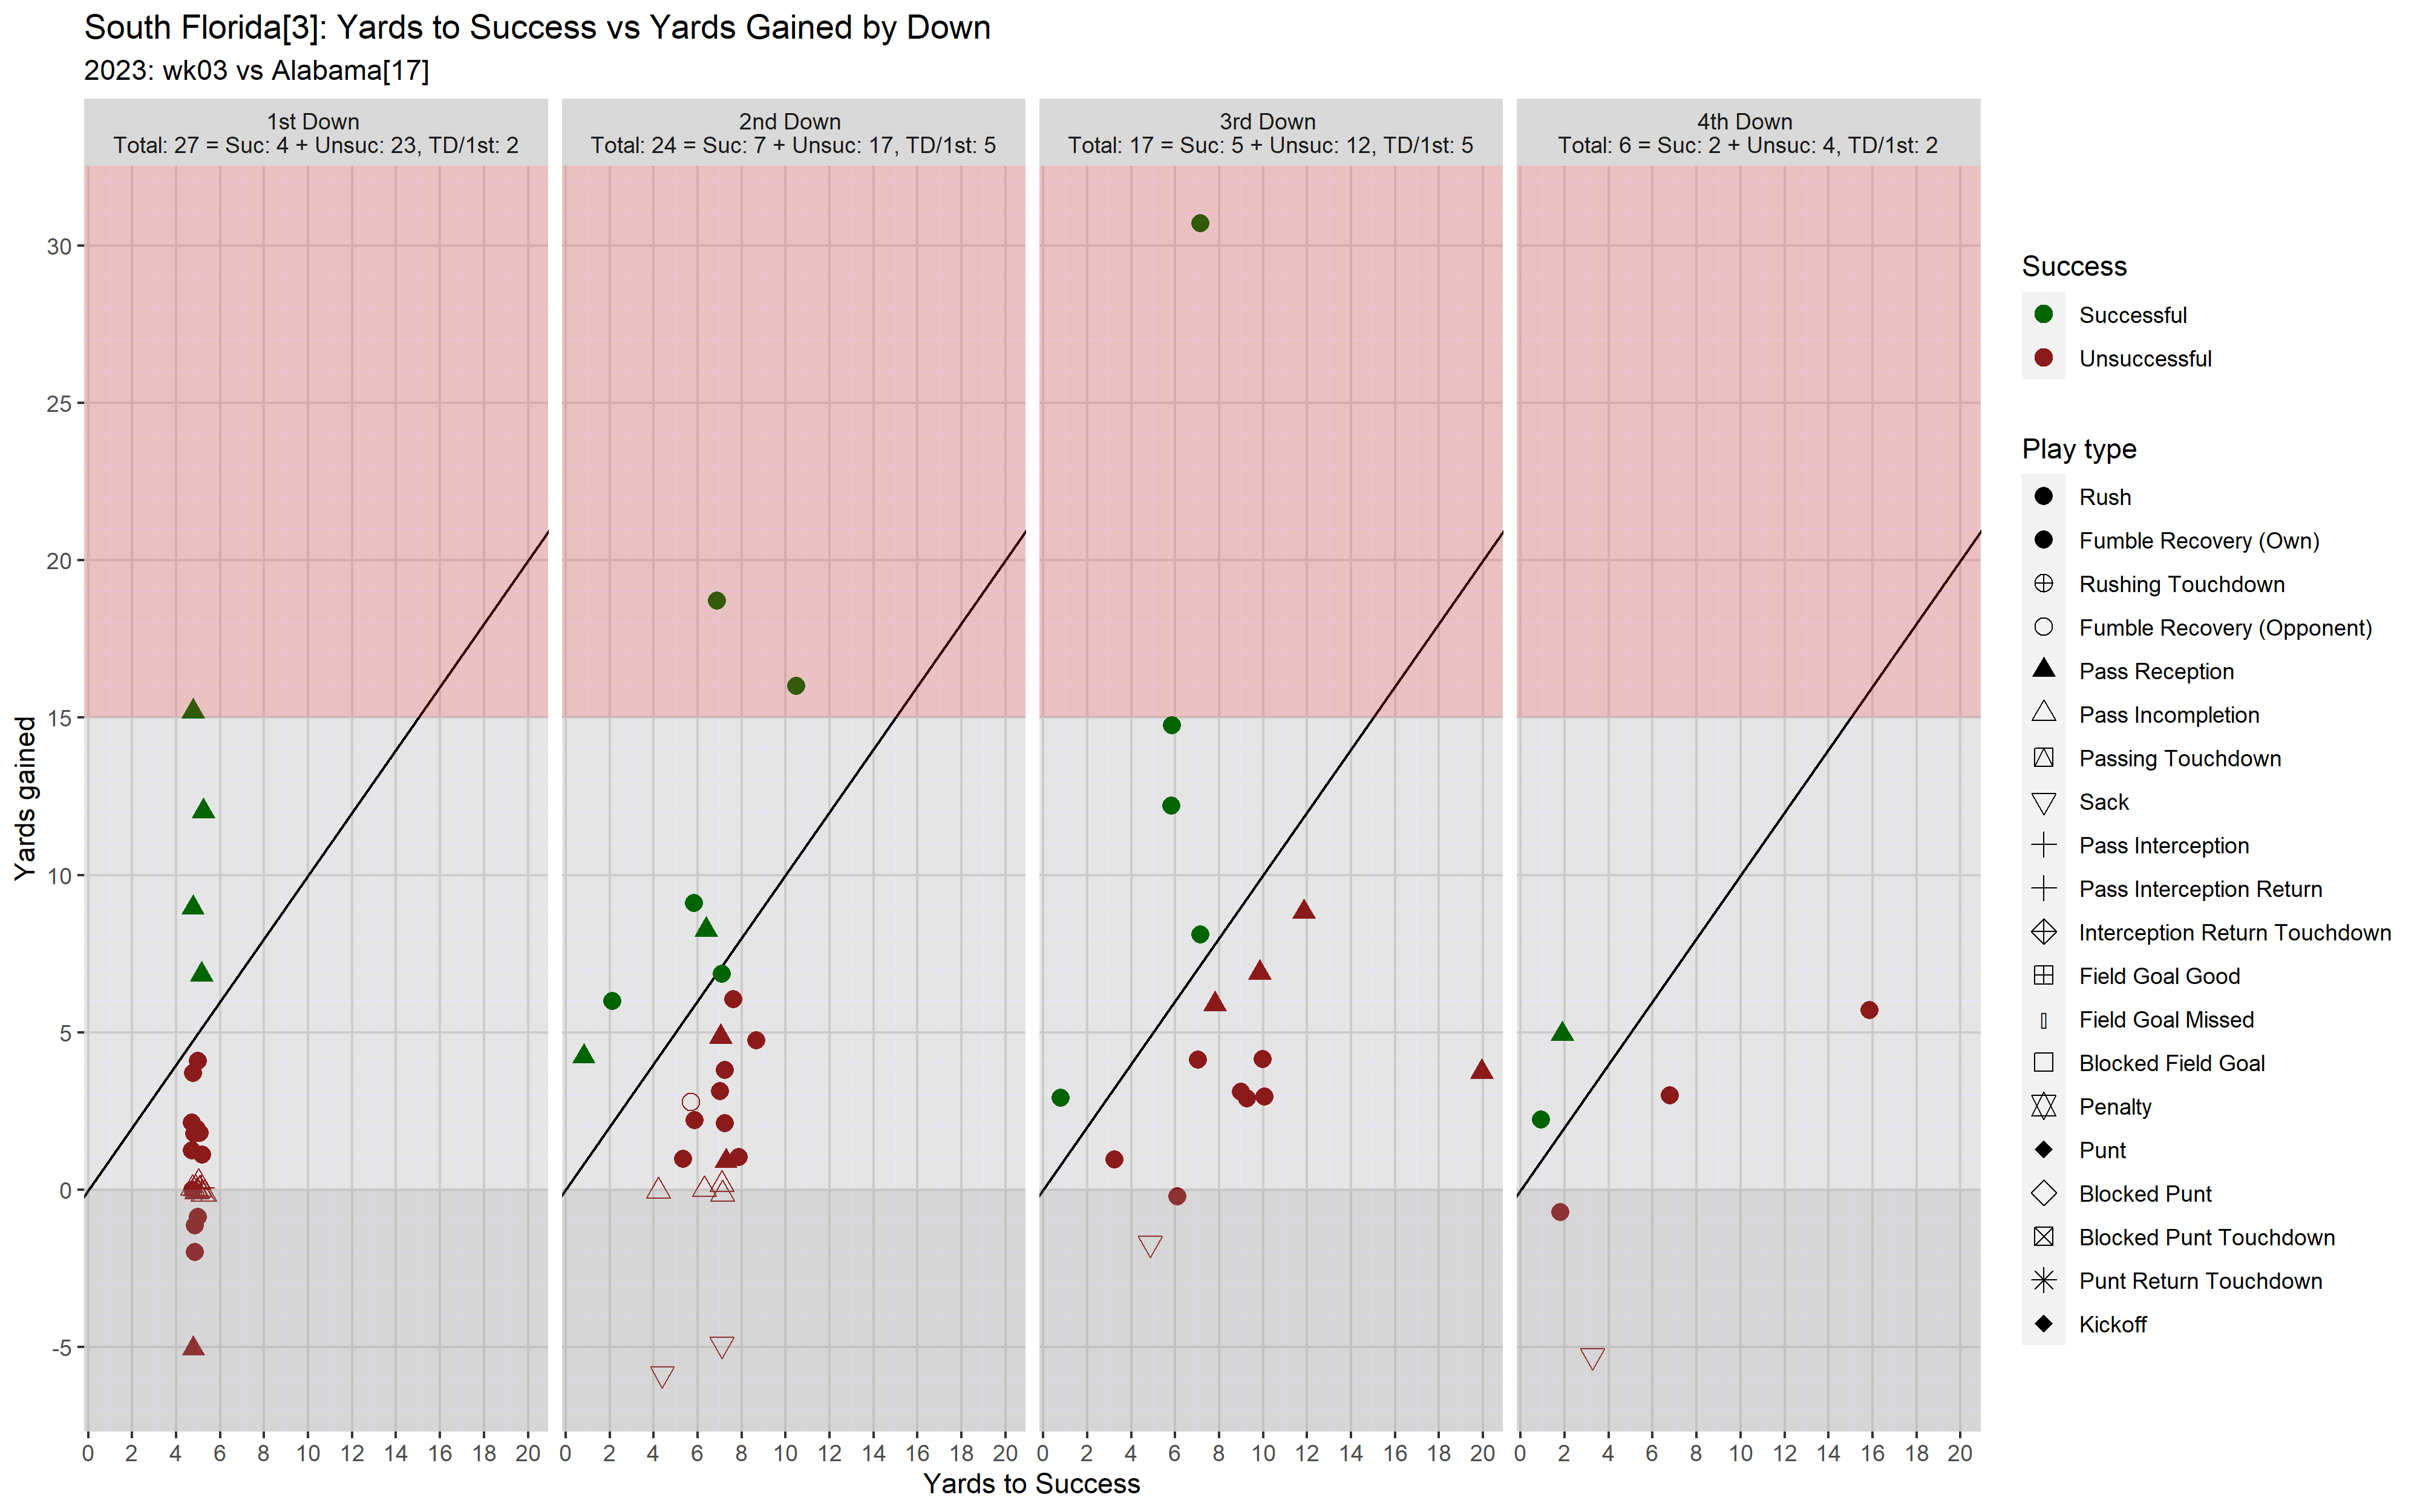 South Florida[3]: Yards to Success vs Yards Gained by Down
2023: wk03 vs Alabama[17]
1st Down
Total: 27 = Suc: 4 + Unsuc: 23, TD/1st: 2
2nd Down
Total: 24 = Suc: 7 + Unsuc: 17, TD/1st: 5
3rd Down
Total: 17 = Suc: 5 + Unsuc: 12, TD/1st: 5
4th Down
Total: 6 = Suc: 2 + Unsuc: 4, TD/1st: 2
Yards gained
30
25
20
15
10
5
0
-5
0 2 4 6 8 10 12 14 16 18 20
0 2 4 6 8 10 12 14 16 18 20
0 2 4 6 8 10 12 14 16 18 20
0 2 4 6 8 10 12 14 16 18 20
Yards to Success
Success
Successful
Unsuccessful
Play type
Rush
Fumble Recovery (Own)
Rushing Touchdown
Fumble Recovery (Opponent)
Pass Reception
Pass Incompletion
Passing Touchdown
Sack
Pass Interception
Pass Interception Return
Interception Return Touchdown
Field Goal Good
Field Goal Missed
Blocked Field Goal
Penalty
Punt
Blocked Punt
Blocked Punt Touchdown
Punt Return Touchdown
Kickoff